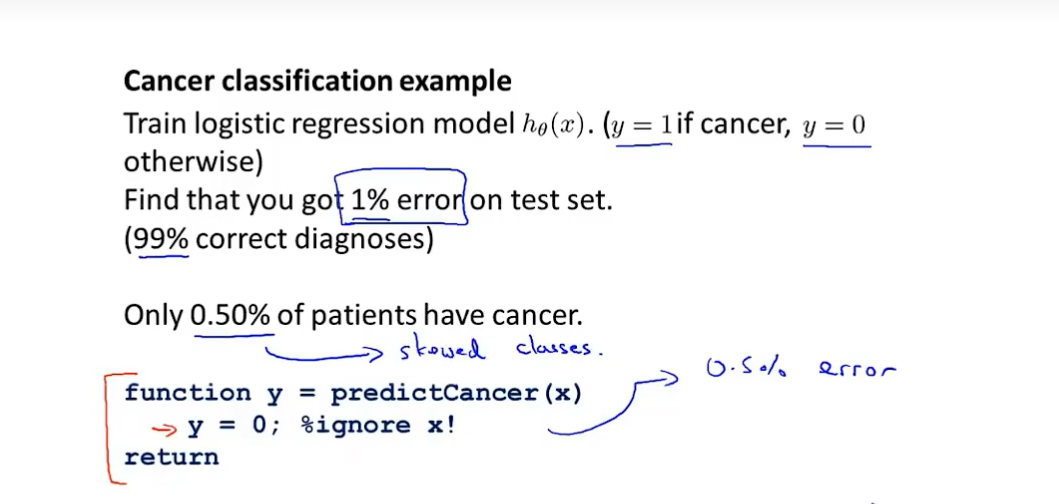 Cancer classification example
Train logistic regression model hθ(x). (y = 1 if cancer, y = 0
otherwise)
Find that you got 1% error on test set.
(99% correct diagnoses)
Only 0.50% of patients have cancer.
skewed classes.
0.5% error
function y = predictCancer(x)
y = 0; %ignore x!
return